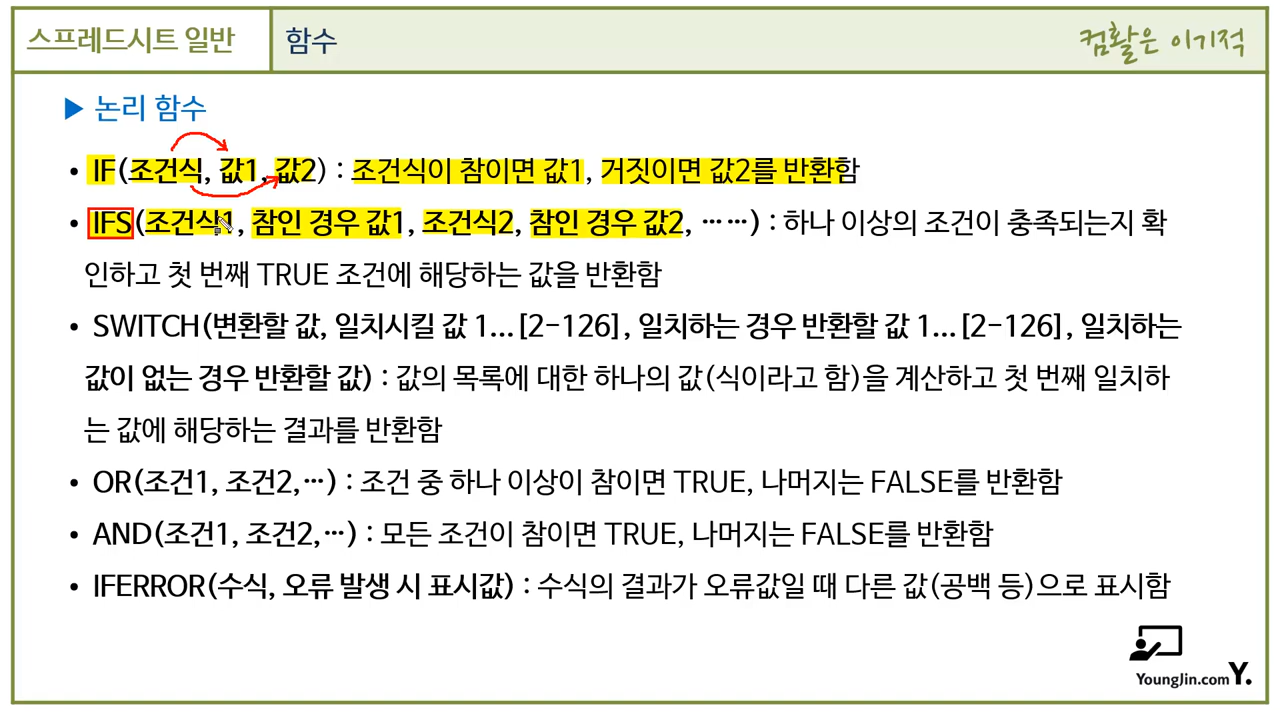 스프레드시트 일반
함수
컴활은 이기적
▶ 논리 함수
• IF(조건식, 값1, 값2) : 조건식이 참이면 값1, 거짓이면 값2를 반환함
• IFS(조건식1, 참인 경우 값1, 조건식2, 참인 경우 값2, ⋯⋯) : 하나 이상의 조건이 충족되는지 확
인하고 첫 번째 TRUE 조건에 해당하는 값을 반환함
• SWITCH(변환할 값, 일치시킬 값 1...[2-126], 일치하는 경우 반환할 값 1...[2-126], 일치하는
값이 없는 경우 반환할 값) : 값의 목록에 대한 하나의 값(식이라고 함)을 계산하고 첫 번째 일치하
는 값에 해당하는 결과를 반환함
• OR(조건1, 조건2,⋯) : 조건 중 하나 이상이 참이면 TRUE, 나머지는 FALSE를 반환함
• AND(조건1, 조건2,⋯) : 모든 조건이 참이면 TRUE, 나머지는 FALSE를 반환함
• IFERROR(수식, 오류 발생 시 표시값) : 수식의 결과가 오류값일 때 다른 값(공백 등)으로 표시함
YoungJin.com Y.